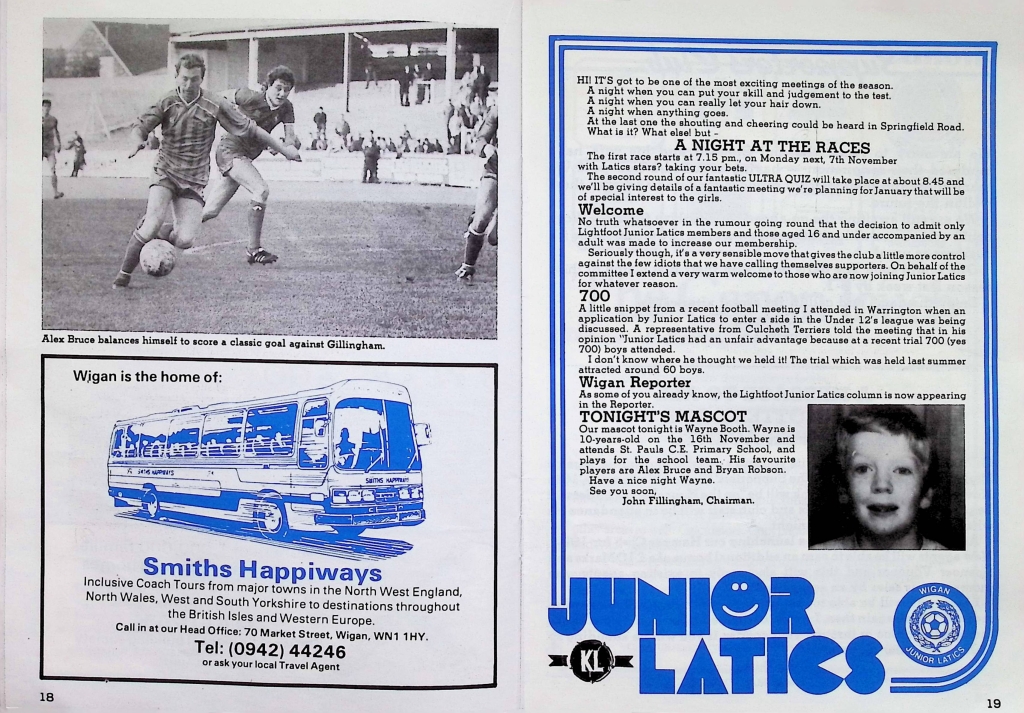 Alex Bruce balances himself to score a classic goal against Gillingham.
Wigan is the home of:
SMITHS HAPPIWAYS
SMITHS HAPPIWAYS
Smiths Happiways
Inclusive Coach Tours from major towns in the North West England,
North Wales, West and South Yorkshire to destinations throughout
the British Isles and Western Europe.
Call in at our Head Office: 70 Market Street, Wigan, WN1 1HY.
Tel: (0942) 44246
or ask your local Travel Agent
18
HI! IT'S got to be one of the most exciting meetings of the season.
A night when you can put your skill and judgement to the test.
A night when you can really let your hair down.
A night when anything goes.
At the last one the shouting and cheering could be heard in Springfield Road.
What is it? What else! but –
A NIGHT AT THE RACES
The first race starts at 7.15 pm., on Monday next, 7th November
with Latics stars? taking your bets.
The second round of our fantastic ULTRA QUIZ will take place at about 8.45 and
we'll be giving details of a fantastic meeting we're planning for January that will be
of special interest to the girls.
Welcome
No truth whatsoever in the rumour going round that the decision to admit only
Lightfoot Junior Latics members and those aged 16 and under accompanied by an
adult was made to increase our membership.
Seriously though, it's a very sensible move that gives the club a little more control
against the few idiots that we have calling themselves supporters. On behalf of the
committee I extend a very warm welcome to those who are now joining Junior Latics
for whatever reason.
700
A little snippet from a recent football meeting I attended in Warrington when an
application by Junior Latics to enter a side in the Under 12's league was being
discussed. A representative from Culcheth Terriers told the meeting that in his
opinion "Junior Latics had an unfair advantage because at a recent trial 700 (yes
700) boys attended.
I don't know where he thought we held it! The trial which was held last summer
attracted around 60 boys.
Wigan Reporter
As some of you already know, the Lightfoot Junior Latics column is now appearing
in the Reporter.
TONIGHT'S MASCOT
Our mascot tonight is Wayne Booth. Wayne is
10-years-old on the 16th November and
attends St. Pauls C.E. Primary School, and
plays for the school team. His favourite
players are Alex Bruce and Bryan Robson.
Have a nice night Wayne.
See you soon,
John Fillingham, Chairman.
JUNIOR
LATICS
KL
WIGAN
JUNIOR LATICS
19